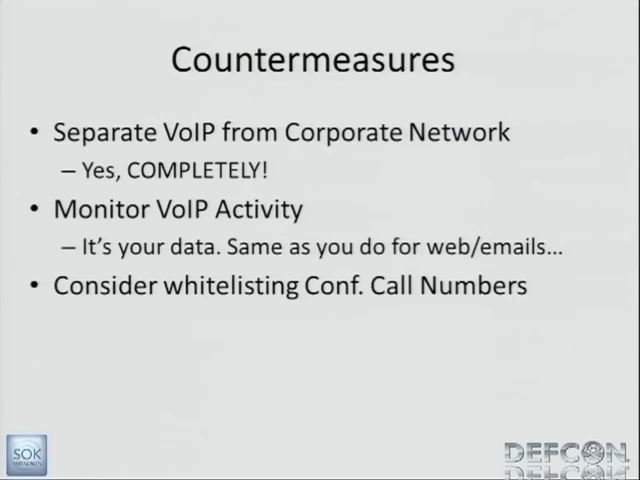 Countermeasures
• Separate VoIP from Corporate Network
– Yes, COMPLETELY!
• Monitor VoIP Activity
– It's your data. Same as you do for web/emails...
• Consider whitelisting Conf. Call Numbers
SOK
DEFCON